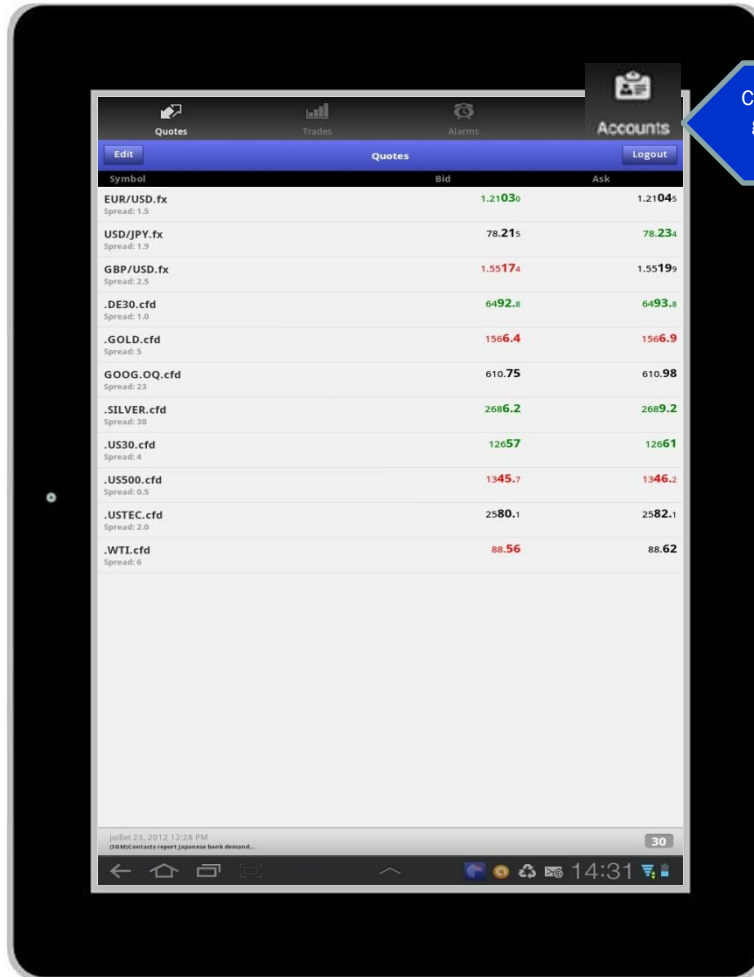 Quotes Trades Alarms Accounts
Edit Quotes Logout
Symbol Bid Ask
EUR/USD.fx 1.21030 1.21045
Spread: 1.5
USD/JPY.fx 78.215 78.234
Spread: 1.9
GBP/USD.fx 1.55174 1.55199
Spread: 2.5
.DE30.cfd 6492.8 6493.8
Spread: 1.0
.GOLD.cfd 1566.4 1566.9
Spread: 5
GOOG.OQ.cfd 610.75 610.98
Spread: 23
.SILVER.cfd 2686.2 2689.2
Spread: 30
.US30.cfd 12657 12661
Spread: 4
.US500.cfd 1345.7 1346.2
Spread: 0.5
.USTEC.cfd 2580.1 2582.1
Spread: 2.0
.WTI.cfd 88.56 88.62
Spread: 6
juillet 23, 2012 12:28 PM
(IGM)Contacts report Japanese bank demand... 30
14:31